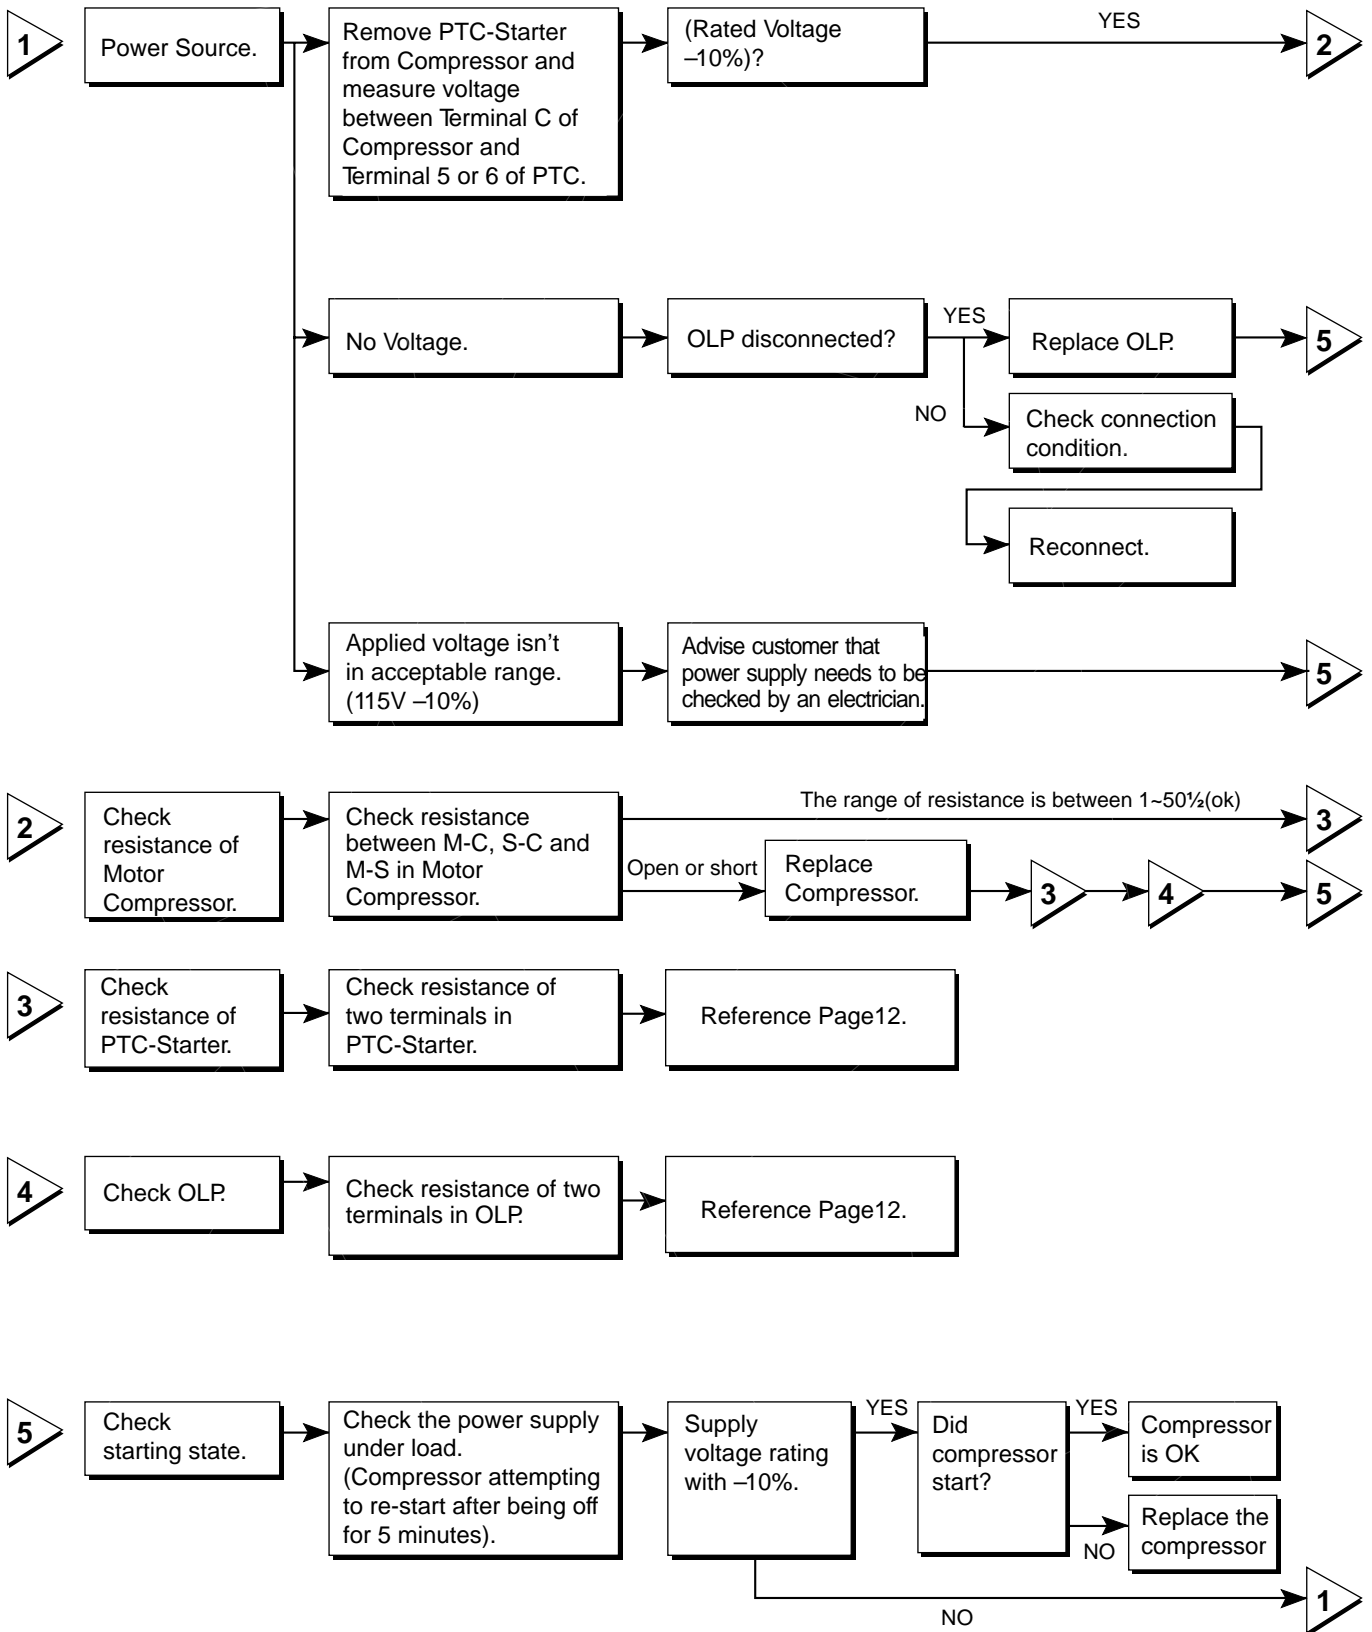 1
Power Source.
Remove PTC-Starter
from Compressor and
measure voltage
between Terminal C of
Compressor and
Terminal 5 or 6 of PTC.
(Rated Voltage
–10%)?
YES
2
No Voltage.
OLP disconnected?
YES
Replace OLP.
5
NO
Check connection
condition.
Reconnect.
Applied voltage isn't
in acceptable range.
(115V –10%)
Advise customer that
power supply needs to be
checked by an electrician.
5
2
Check
resistance of
Motor
Compressor.
Check resistance
between M-C, S-C and
M-S in Motor
Compressor.
The range of resistance is between 1~50½(ok)
3
Open or short
Replace
Compressor.
3
4
5
3
Check
resistance of
PTC-Starter.
Check resistance of
two terminals in
PTC-Starter.
Reference Page12.
4
Check OLP.
Check resistance of two
terminals in OLP.
Reference Page12.
5
Check
starting state.
Check the power supply
under load.
(Compressor attempting
to re-start after being off
for 5 minutes).
Supply
voltage rating
with –10%.
YES
Did
compressor
start?
YES
Compressor
is OK
NO
Replace the
compressor
NO
1